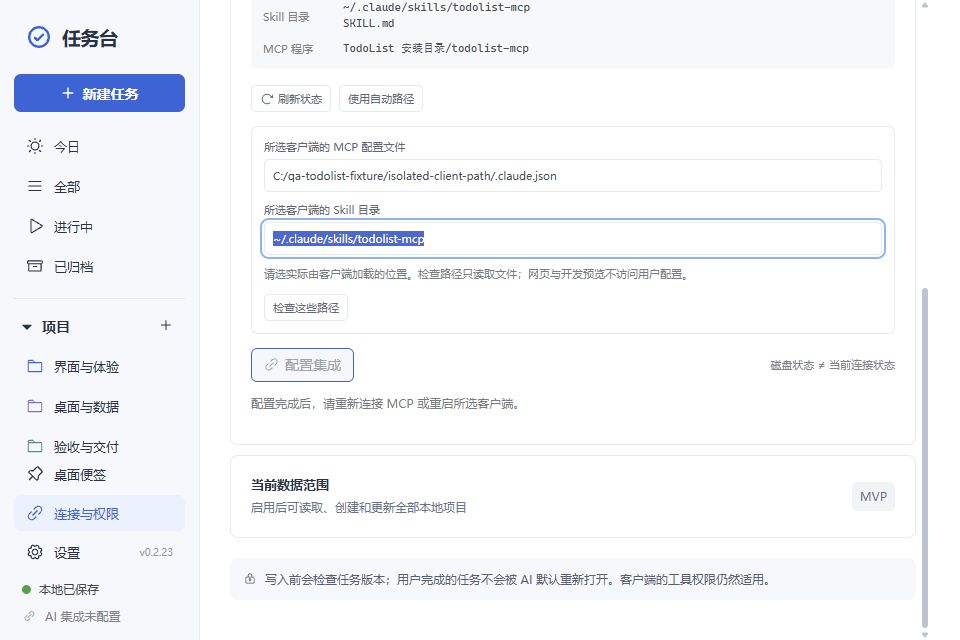 任务台
新建任务
今日
全部
进行中
已归档
项目
界面与体验
桌面与数据
验收与交付
桌面便签
连接与权限
设置 v0.2.23
本地已保存
AI 集成未配置
Skill 目录 ~/.claude/skills/todolist-mcp
SKILL.md
MCP 程序 TodoList 安装目录/todolist-mcp
刷新状态 使用自动路径
所选客户端的 MCP 配置文件
C:/qa-todolist-fixture/isolated-client-path/.claude.json
所选客户端的 Skill 目录
~/.claude/skills/todolist-mcp
请选实际由客户端加载的位置。检查路径只读取文件；网页与开发预览不访问用户配置。
检查这些路径
配置集成 磁盘状态 ≠ 当前连接状态
配置完成后，请重新连接 MCP 或重启所选客户端。
当前数据范围
启用后可读取、创建和更新全部本地项目
MVP
写入前会检查任务版本；用户完成的任务不会被 AI 默认重新打开。客户端的工具权限仍然适用。